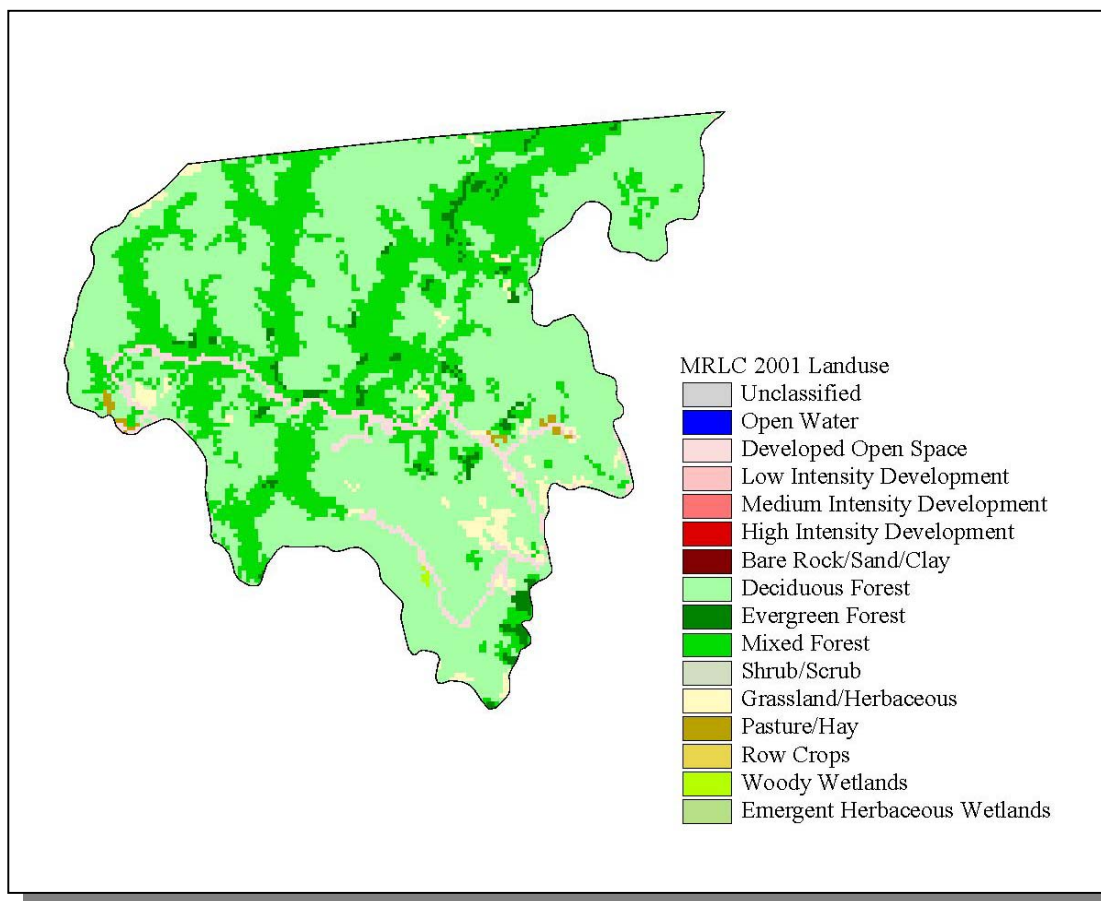 MRLC 2001 Landuse
Unclassified
Open Water
Developed Open Space
Low Intensity Development
Medium Intensity Development
High Intensity Development
Bare Rock/Sand/Clay
Deciduous Forest
Evergreen Forest
Mixed Forest
Shrub/Scrub
Grassland/Herbaceous
Pasture/Hay
Row Crops
Woody Wetlands
Emergent Herbaceous Wetlands